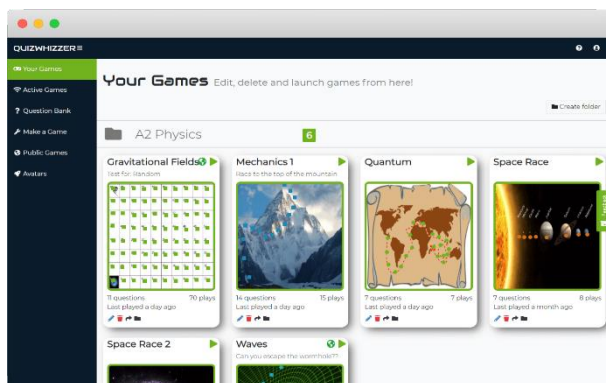 QUIZWHIZZER
Your Games
Active Games
Question Bank
Make a Game
Public Games
Avatars
Your Games Edit, delete and launch games from here!
Create folder
A2 Physics
6
Gravitational Fields
Test for: Random
11 questions 70 plays
Last played a day ago
Mechanics 1
Race to the top of the mountain
14 questions 15 plays
Last played a day ago
Quantum
7 questions 7 plays
Last played a day ago
Space Race
7 questions 8 plays
Last played a month ago
Space Race 2
Waves
Can you escape the wormhole??